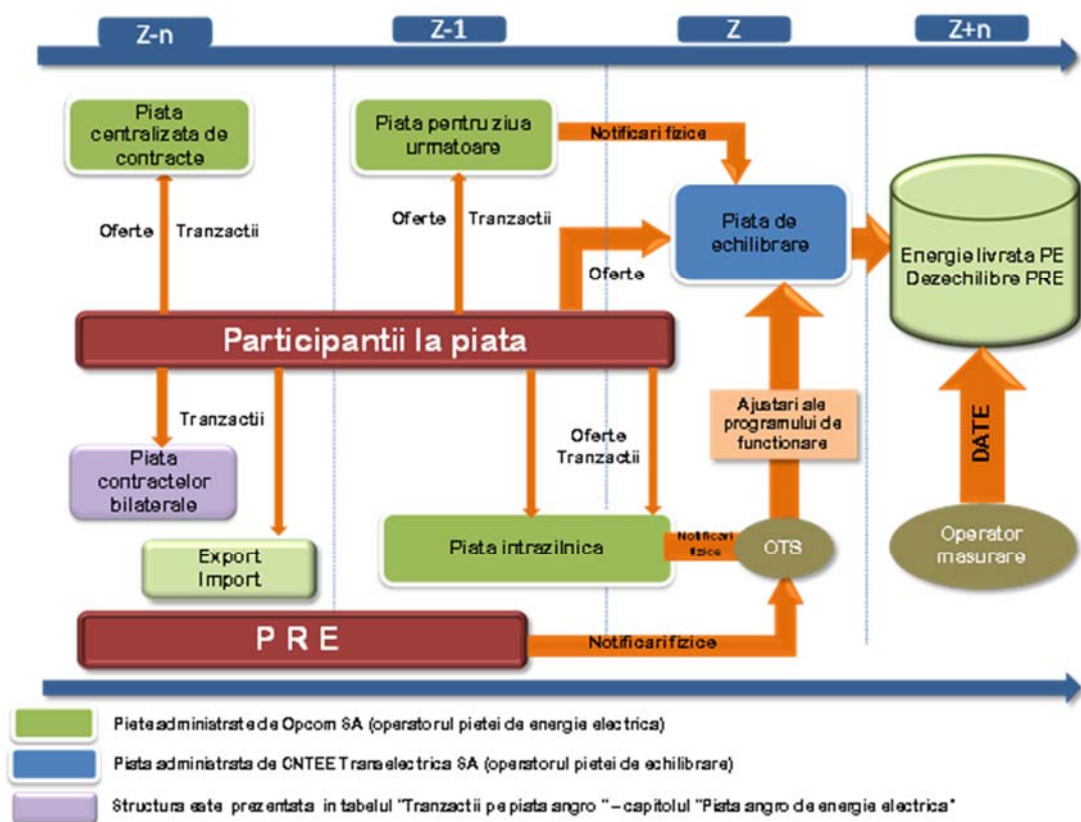 Z-n
Z-1
Z
Z+n
Piata
centralizata de
contracte
Piata pentru ziua
urmatoare
Notificari fizice
Oferte
Tranzactii
Oferte
Tranzactii
Piata de
echilibrare
Oferte
Energie livrata PE
Dezechilibre PRE
Participantii la piata
Tranzactii
Piata
contractelor
bilaterale
Oferte
Tranzactii
Ajustari ale
programului de
functionare
DATE
Export
Import
Piata intrazilnica
Notificari
fizice
OTS
Operator
masurare
P R E
Notificari fizice
Piete administrate de Opcom SA (operatorul pietei de energie electrica)
Piata administrata de CNTEE Transelectrica SA (operatorul pietei de echilibrare)
Structura este prezentata in tabelul "Tranzactii pe piata angro " – capitolul "Piata angro de energie electrica"